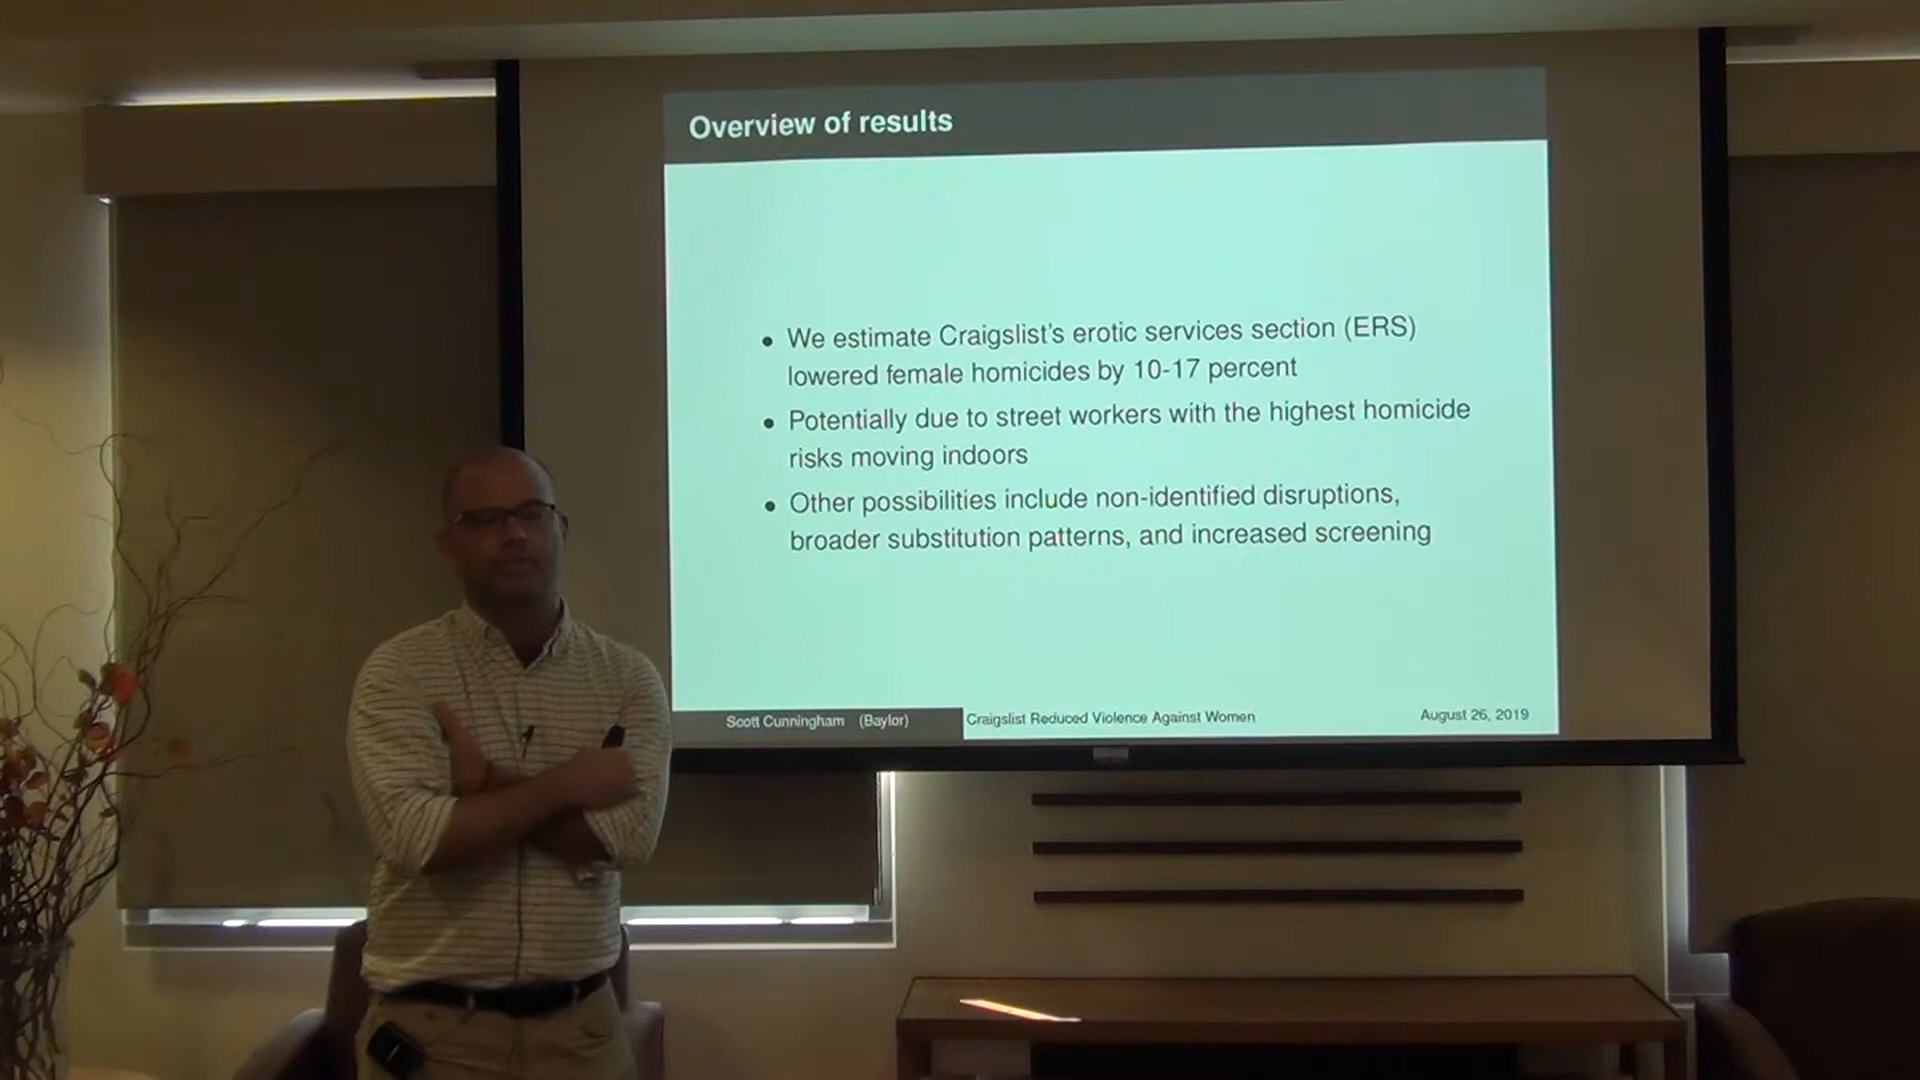 Overview of results
• We estimate Craigslist's erotic services section (ERS)
lowered female homicides by 10-17 percent
• Potentially due to street workers with the highest homicide
risks moving indoors
• Other possibilities include non-identified disruptions,
broader substitution patterns, and increased screening
Scott Cunningham (Baylor) Craigslist Reduced Violence Against Women August 26, 2019